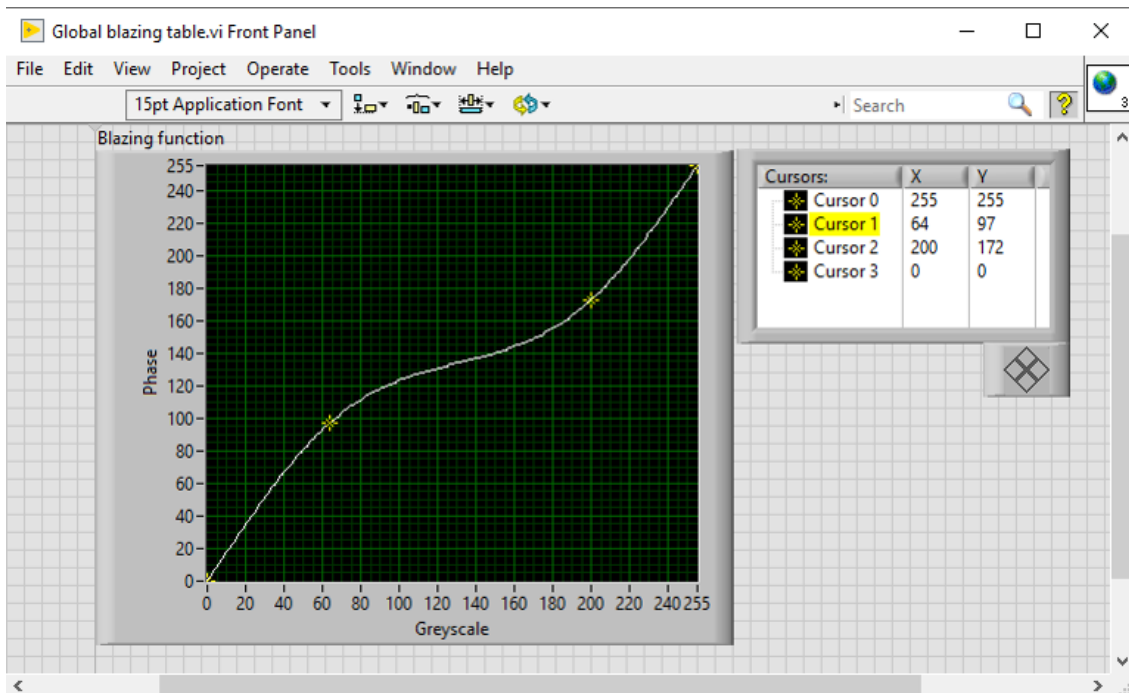 Global blazing table.vi Front Panel
File Edit View Project Operate Tools Window Help
15pt Application Font
Search
?
3
Blazing function
255
240
220
200
180
160
140
120
100
80
60
40
20
0
Phase
0 20 40 60 80 100 120 140 160 180 200 220 240 255
Greyscale
Cursors: X Y
Cursor 0 255 255
Cursor 1 64 97
Cursor 2 200 172
Cursor 3 0 0